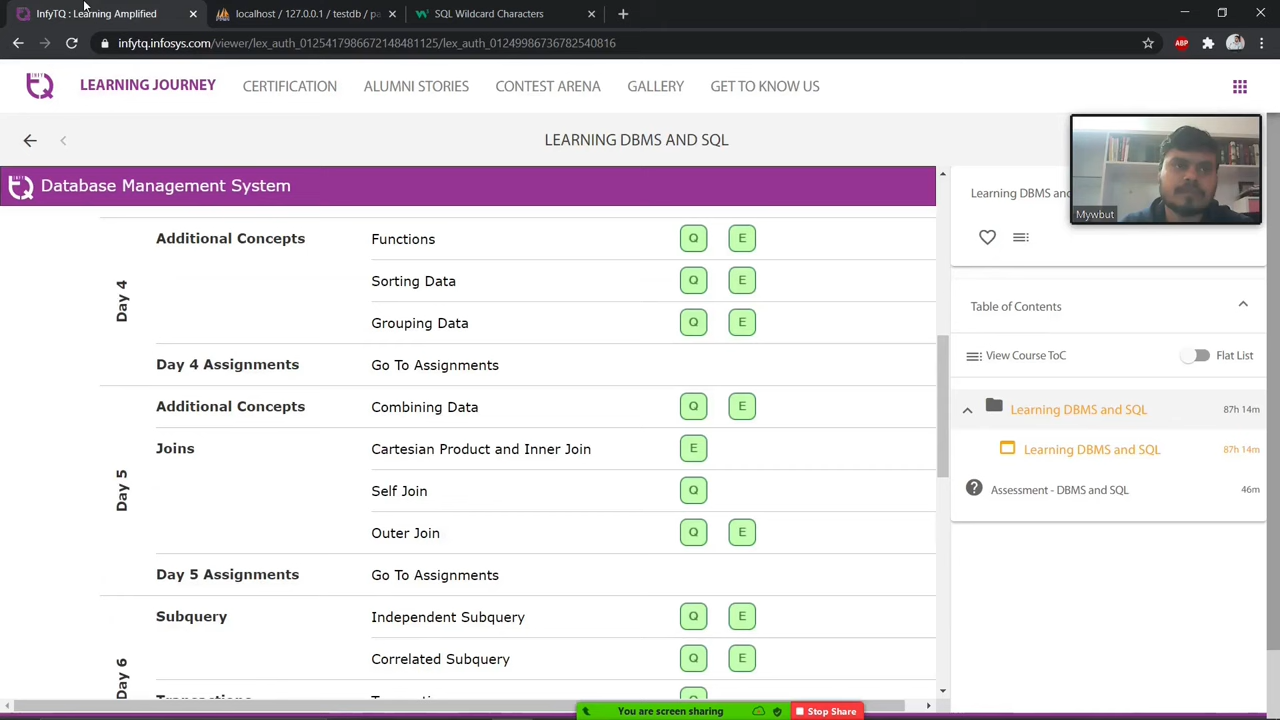 InfyTQ : Learning Amplified
localhost / 127.0.0.1 / testdb / pe
SQL Wildcard Characters
infytq.infosys.com/viewer/lex_auth_0125417986672148481125/lex_auth_01249986736782540816
ABP
LEARNING JOURNEY
CERTIFICATION
ALUMNI STORIES
CONTEST ARENA
GALLERY
GET TO KNOW US
LEARNING DBMS AND SQL
Database Management System
Learning DBMS and
Mywbut
Day 4
Additional Concepts Functions Q E
Sorting Data Q E
Grouping Data Q E
Day 4 Assignments Go To Assignments
Day 5
Additional Concepts Combining Data Q E
Joins Cartesian Product and Inner Join E
Self Join Q
Outer Join Q E
Day 5 Assignments Go To Assignments
Day 6
Subquery Independent Subquery Q E
Correlated Subquery Q E
Table of Contents
View Course ToC
Flat List
Learning DBMS and SQL 87h 14m
Learning DBMS and SQL 87h 14m
Assessment - DBMS and SQL 46m
You are screen sharing
Stop Share